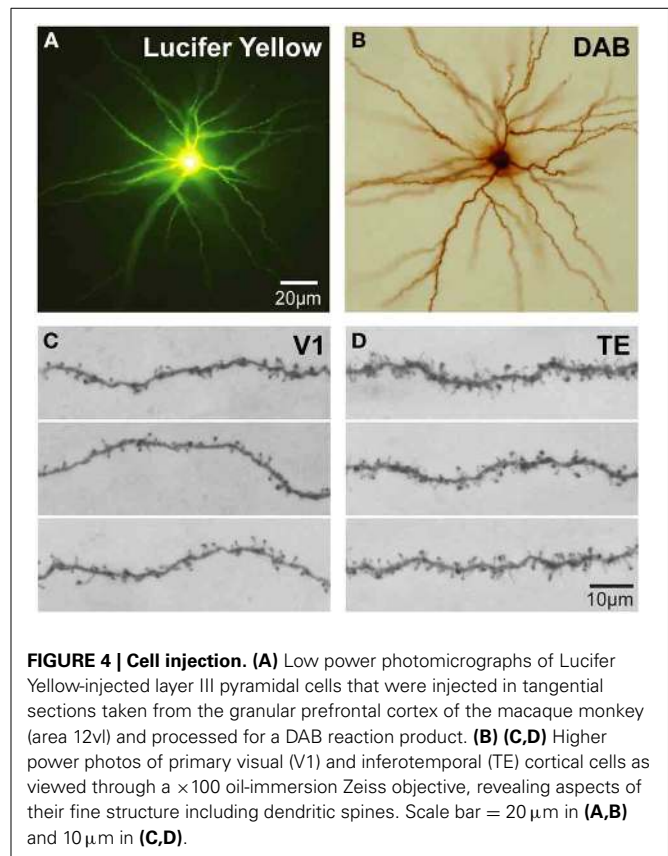 A
Lucifer Yellow
20μm
B
DAB
C
V1
D
TE
10μm
FIGURE 4 | Cell injection. (A) Low power photomicrographs of Lucifer
Yellow-injected layer III pyramidal cells that were injected in tangential
sections taken from the granular prefrontal cortex of the macaque monkey
(area 12vl) and processed for a DAB reaction product. (B) (C,D) Higher
power photos of primary visual (V1) and inferotemporal (TE) cortical cells as
viewed through a ×100 oil-immersion Zeiss objective, revealing aspects of
their fine structure including dendritic spines. Scale bar = 20 μm in (A,B)
and 10 μm in (C,D).